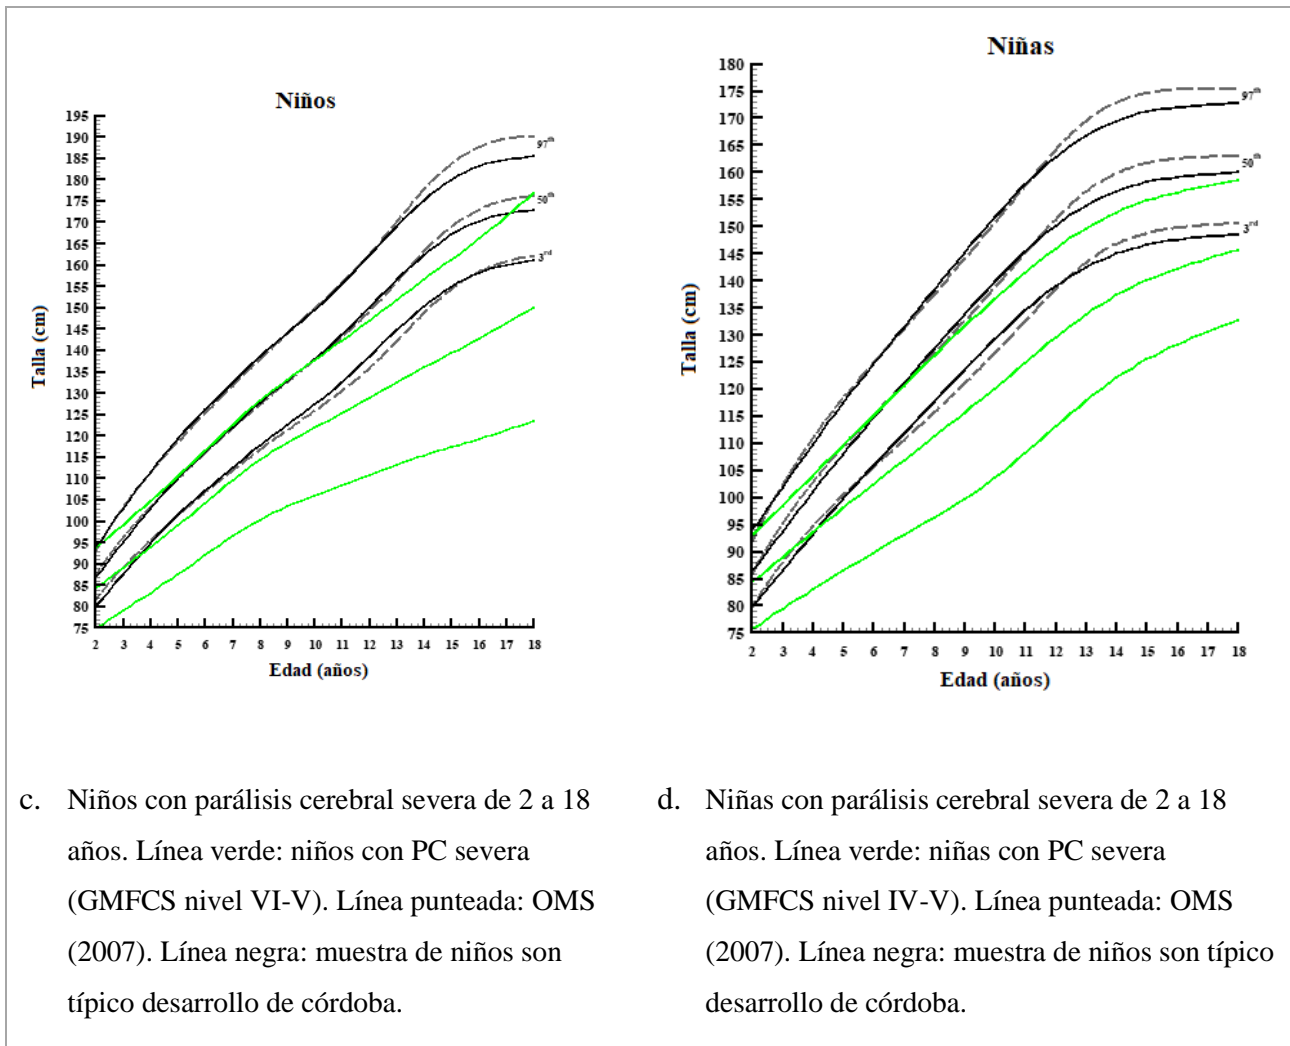 Niños
195
190
185
180
175
170
165
160
155
150
145
140
135
130
125
120
115
110
105
100
95
90
85
80
75
Talla (cm)
97th
50th
3rd
2 3 4 5 6 7 8 9 10 11 12 13 14 15 16 17 18
Edad (años)
Niñas
180
175
170
165
160
155
150
145
140
135
130
125
120
115
110
105
100
95
90
85
80
75
Talla (cm)
97th
50th
3rd
2 3 4 5 6 7 8 9 10 11 12 13 14 15 16 17 18
Edad (años)
c. Niños con parálisis cerebral severa de 2 a 18
años. Línea verde: niños con PC severa
(GMFCS nivel VI-V). Línea punteada: OMS
(2007). Línea negra: muestra de niños son
típico desarrollo de córdoba.
d. Niñas con parálisis cerebral severa de 2 a 18
años. Línea verde: niñas con PC severa
(GMFCS nivel IV-V). Línea punteada: OMS
(2007). Línea negra: muestra de niños son típico
desarrollo de córdoba.